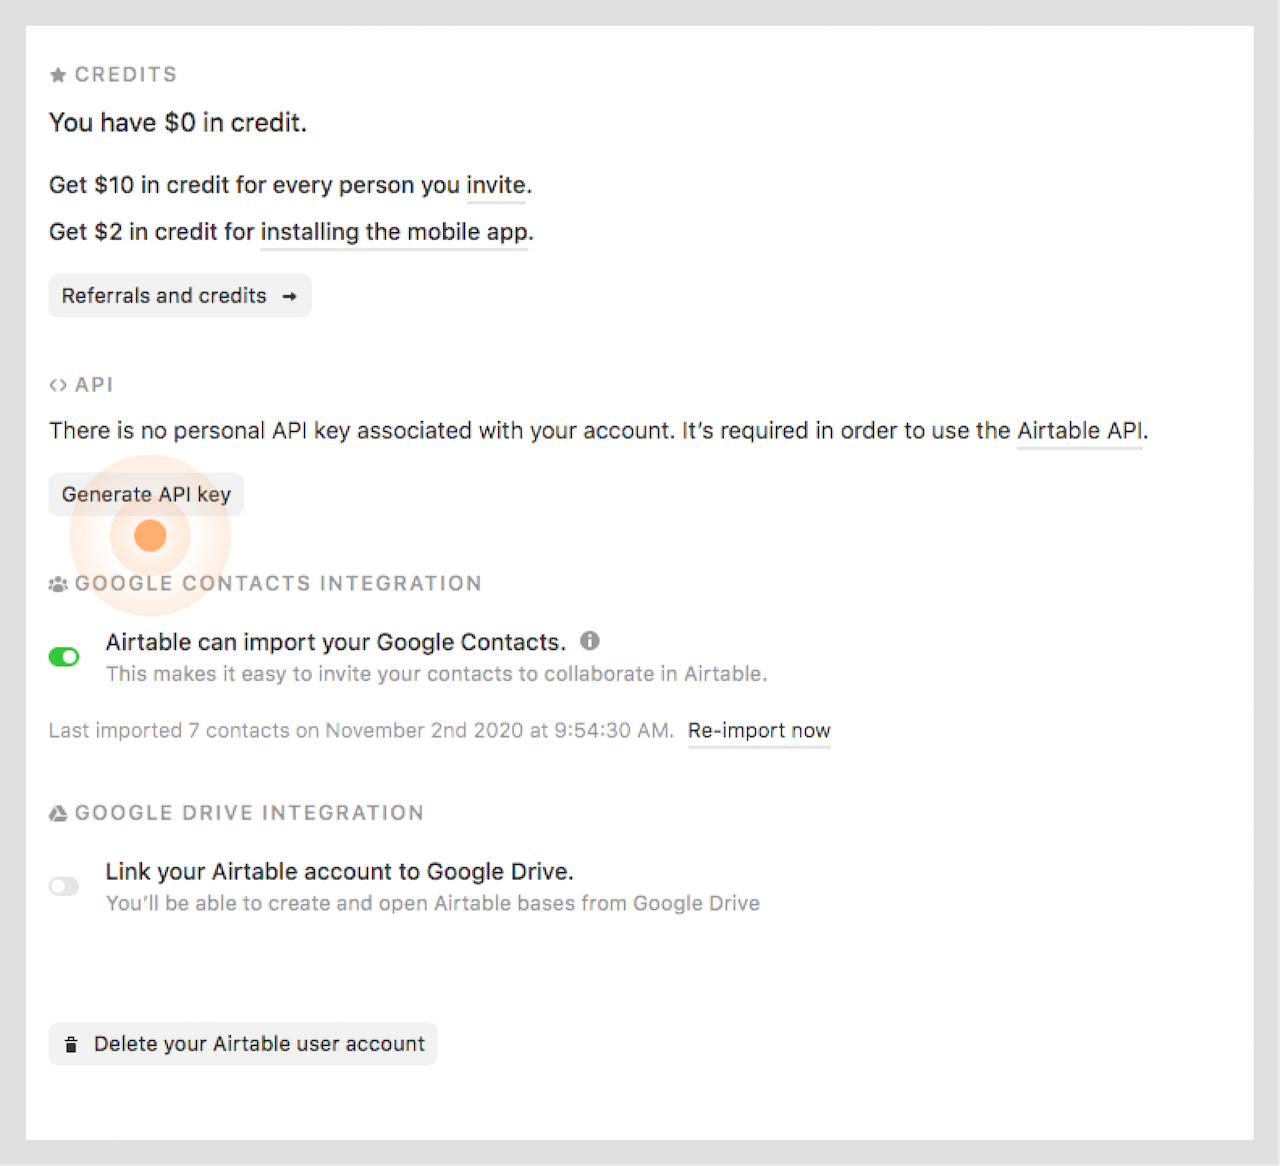 CREDITS
You have $0 in credit.
Get $10 in credit for every person you invite.
Get $2 in credit for installing the mobile app.
Referrals and credits →
<> API
There is no personal API key associated with your account. It’s required in order to use the Airtable API.
Generate API key
GOOGLE CONTACTS INTEGRATION
Airtable can import your Google Contacts.
This makes it easy to invite your contacts to collaborate in Airtable.
Last imported 7 contacts on November 2nd 2020 at 9:54:30 AM. Re-import now
GOOGLE DRIVE INTEGRATION
Link your Airtable account to Google Drive.
You’ll be able to create and open Airtable bases from Google Drive
Delete your Airtable user account